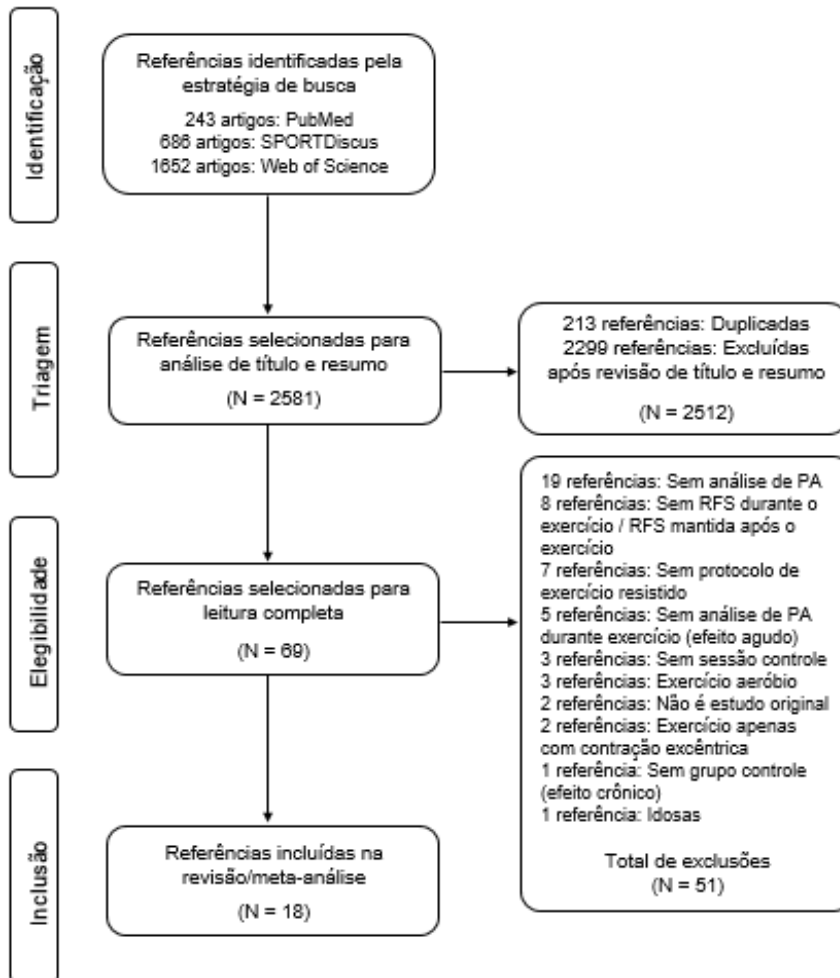 Identificação
Referências identificadas pela
estratégia de busca
243 artigos: PubMed
686 artigos: SPORTDiscus
1652 artigos: Web of Science
Triagem
Referências selecionadas para
análise de título e resumo
(N = 2581)
213 referências: Duplicadas
2299 referências: Excluídas
após revisão de título e resumo
(N = 2512)
Elegibilidade
Referências selecionadas para
leitura completa
(N = 69)
19 referências: Sem análise de PA
8 referências: Sem RFS durante o
exercício / RFS mantida após o
exercício
7 referências: Sem protocolo de
exercício resistido
5 referências: Sem análise de PA
durante exercício (efeito agudo)
3 referências: Sem sessão controle
3 referências: Exercício aeróbio
2 referências: Não é estudo original
2 referências: Exercício apenas
com contração excêntrica
1 referência: Sem grupo controle
(efeito crônico)
1 referência: Idosas
Total de exclusões
(N = 51)
Inclusão
Referências incluídas na
revisão/meta-análise
(N = 18)